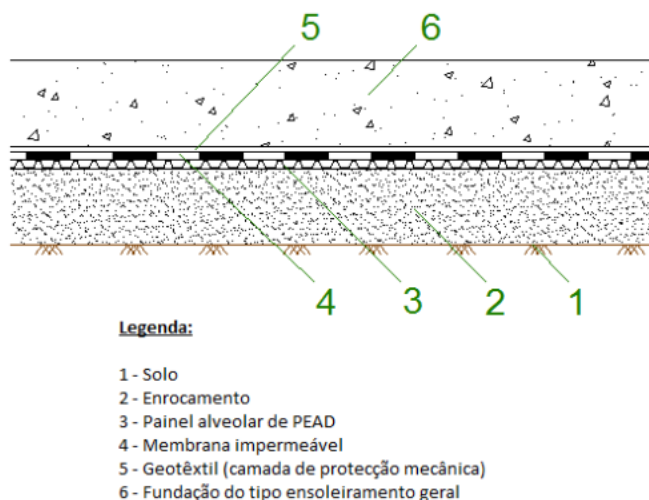 5
6
4
3
2
1
Legenda:
1 - Solo
2 - Enrocamento
3 - Painel alveolar de PEAD
4 - Membrana impermeável
5 - Geotêxtil (camada de protecção mecânica)
6 - Fundação do tipo ensoleiramento geral